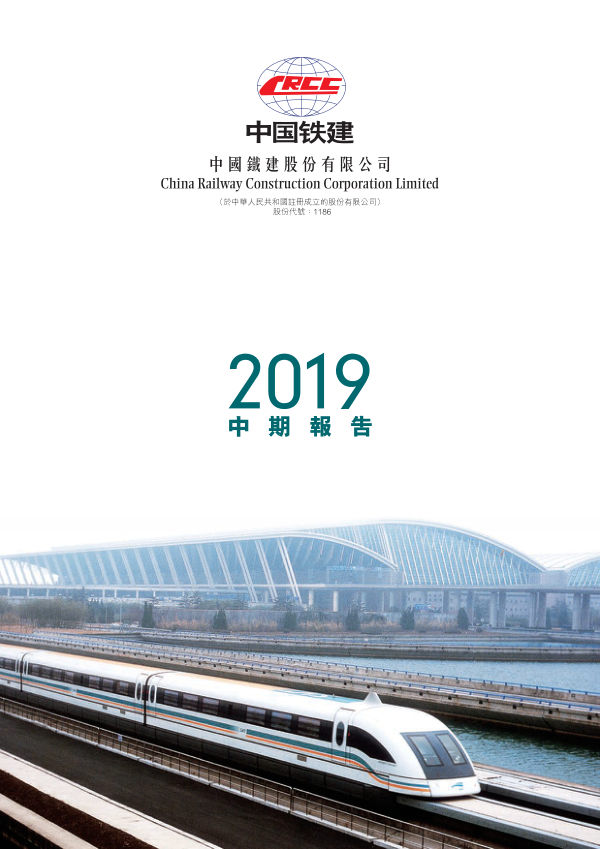 CRCC
中国铁建
中國鐵建股份有限公司
China Railway Construction Corporation Limited
（於中華人民共和國註冊成立的股份有限公司）
股份代號：1186
2019
中期報告